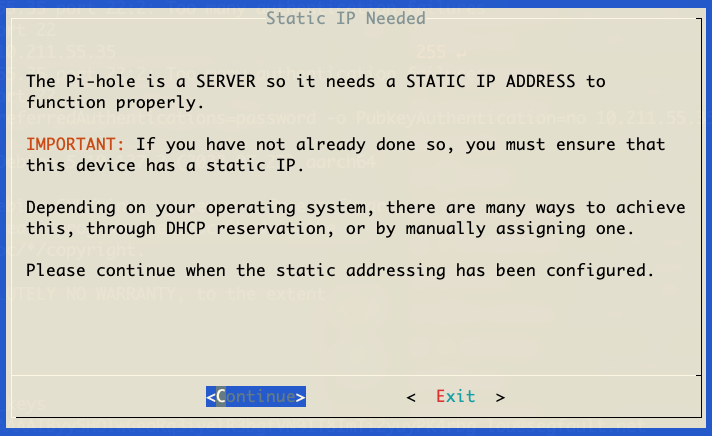 Static IP Needed
The Pi-hole is a SERVER so it needs a STATIC IP ADDRESS to
function properly.
IMPORTANT: If you have not already done so, you must ensure that
this device has a static IP.
Depending on your operating system, there are many ways to achieve
this, through DHCP reservation, or by manually assigning one.
Please continue when the static addressing has been configured.
<Continue> < Exit >